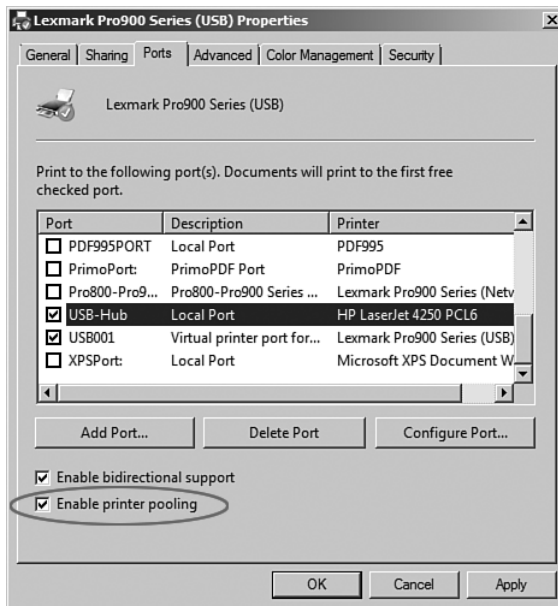 Lexmark Pro900 Series (USB) Properties
General Sharing Ports Advanced Color Management Security
Lexmark Pro900 Series (USB)
Print to the following port(s). Documents will print to the first free
checked port.
Port Description Printer
PDF995PORT Local Port PDF995
PrimoPort: PrimoPDF Port PrimoPDF
Pro800-Pro9... Pro800-Pro900 Series ... Lexmark Pro900 Series (Netw
USB-Hub Local Port HP LaserJet 4250 PCL6
USB001 Virtual printer port for... Lexmark Pro900 Series (USB)
XPSPort: Local Port Microsoft XPS Document W
Add Port... Delete Port Configure Port...
Enable bidirectional support
Enable printer pooling
OK Cancel Apply